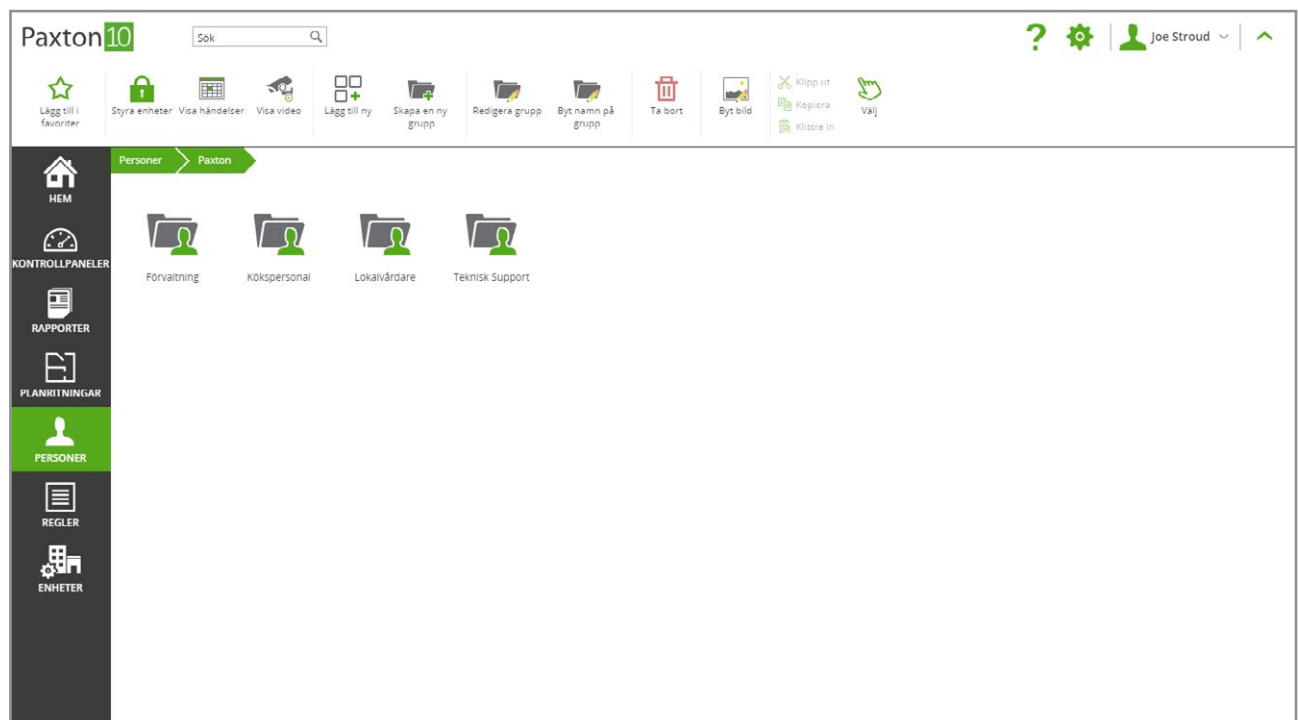 Paxton10
Sök
Joe Stroud
Lägg till i
favoriter
Styra enheter
Visa händelser
Visa video
Lägg till ny
Skapa en ny
grupp
Redigera grupp
Byt namn på
grupp
Ta bort
Byt bild
Klipp ut
Kopiera
Klistra in
Välj
HEM
KONTROLLPANELER
RAPPORTER
PLANRITNINGAR
PERSONER
REGLER
ENHETER
Personer
Paxton
Förvaltning
Kökspersonal
Lokalvårdare
Teknisk Support